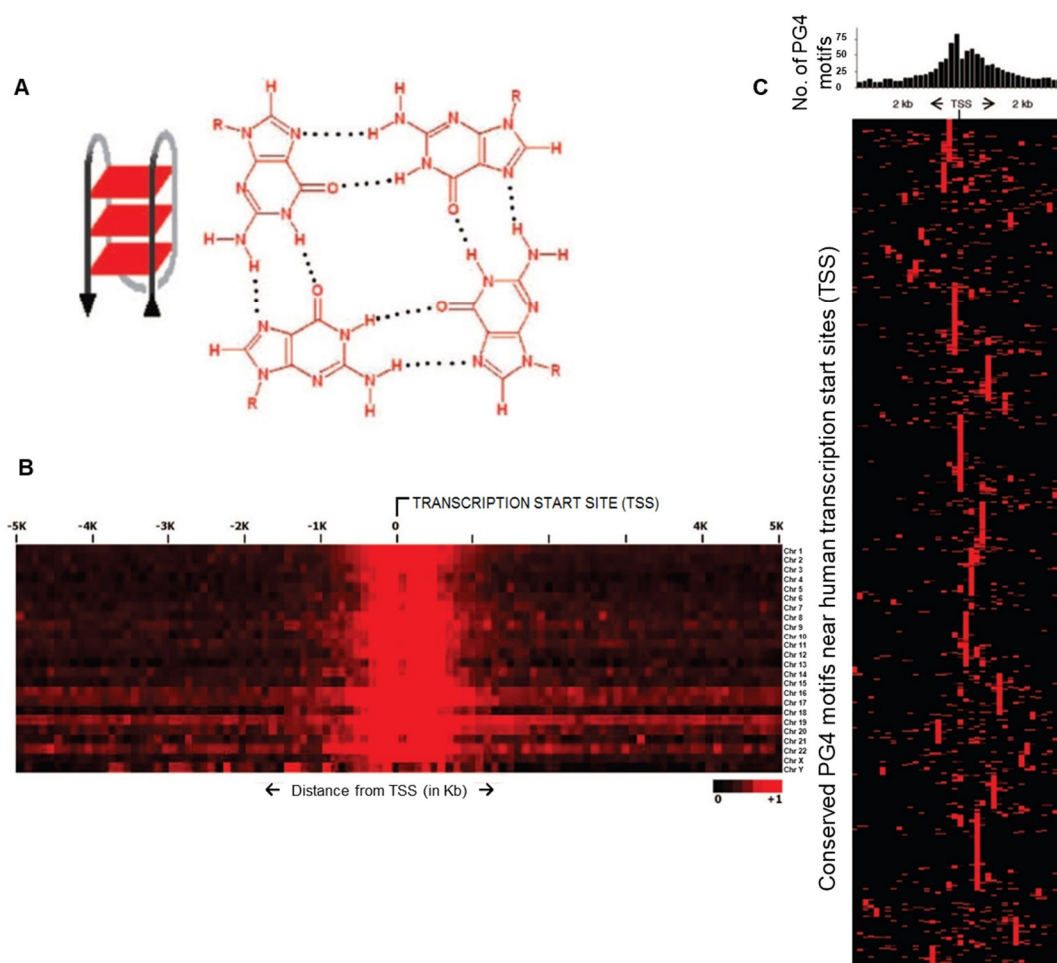 A
H
R
N
H
N
R
N
H
N
H
N
H
N
O
H
N
N
O
H
N
H
H
N
H
O
N
H
O
N
H
N
N
H
N
H
N
N
H
N
N
R
H
R
H
B
TRANSCRIPTION START SITE (TSS)
-5K -4K -2K -1K 0 4K 5K
Chr 1
Chr 2
Chr 3
Chr 4
Chr 5
Chr 6
Chr 7
Chr 8
Chr 9
Chr 10
Chr 11
Chr 12
Chr 13
Chr 14
Chr 15
Chr 16
Chr 17
Chr 18
Chr 19
Chr 20
Chr 21
Chr 22
Chr X
Chr Y
← Distance from TSS (in Kb) →
0 +1
C
No. of PG4
motifs
75
50
25
0
2 kb ← TSS → 2 kb
Conserved PG4 motifs near human transcription start sites (TSS)